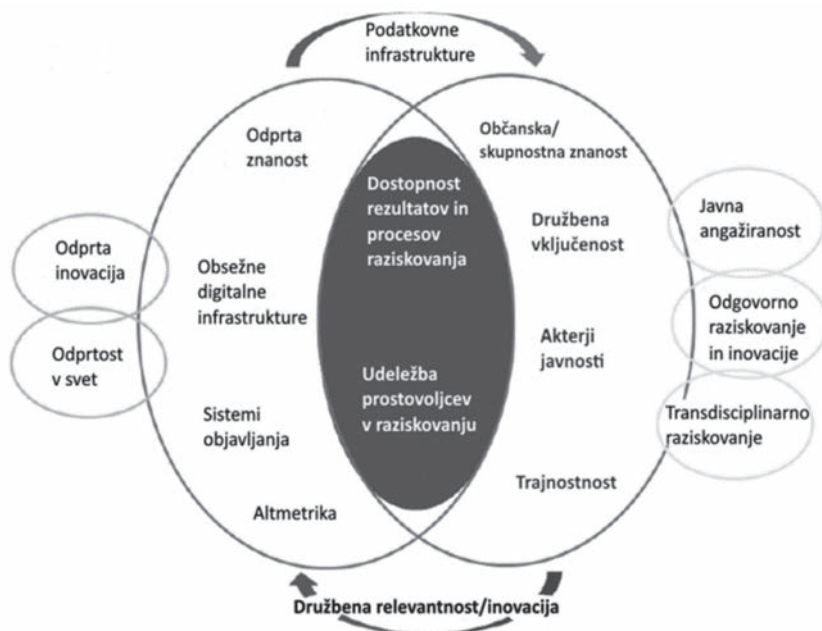 Podatkovne
infrastrukture
Odprta
znanost
Občanska/
skupnostna znanost
Dostopnost
rezultatov in
procesov
raziskovanja
Javna
angažiranost
Družbena
vključenost
Odprta
inovacija
Obsežne
digitalne
infrastrukture
Odgovorno
raziskovanje
in inovacije
Akterji
javnosti
Odprtost
v svet
Udeležba
prostovoljcev
v raziskovanju
Sistemi
objavljanja
Transdisciplinarno
raziskovanje
Trajnostnost
Altmetrika
Družbena relevantnost/inovacija